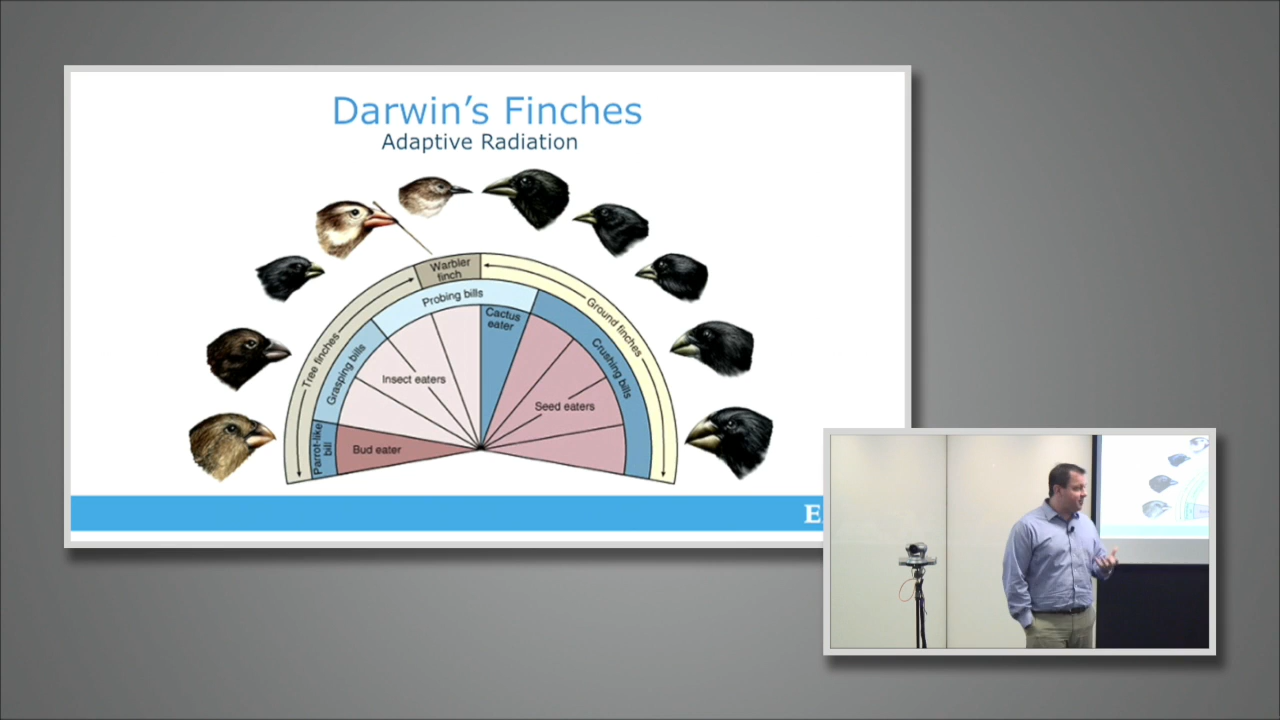 Darwin's Finches
Adaptive Radiation
Warbler
finch
Probing bills
Cactus
eater
Ground finches
Tree finches
Grasping bills
Crushing bills
Insect eaters
Seed eaters
Parrot-like
bill
Bud eater